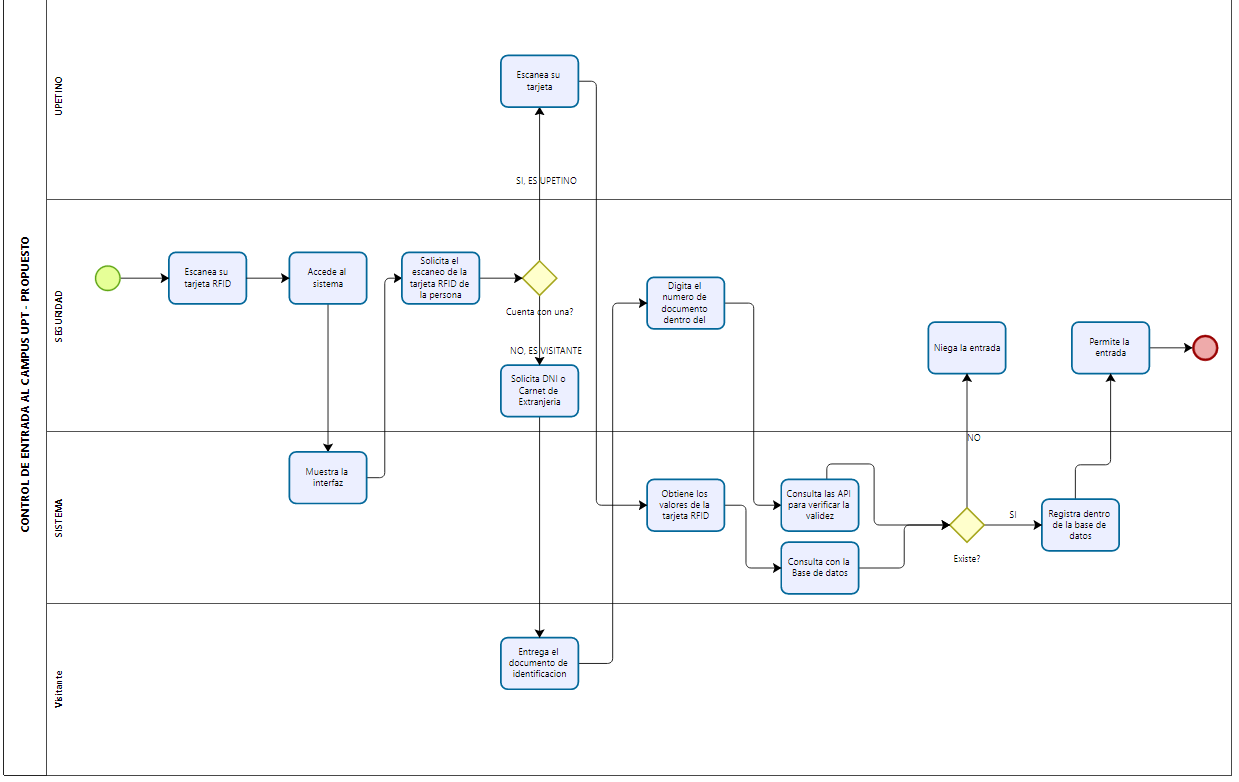 CONTROL DE ENTRADA AL CAMPUS UPT - PROPUESTO
UPETINO
Escanea su
tarjeta
SI, ES UPETINO
SEGURIDAD
Escanea su
tarjeta RFID
Accede al
sistema
Solicita el
escaneo de la
tarjeta RFID de
la persona
Cuenta con una?
NO, ES VISITANTE
Solicita DNI o
Carnet de
Extranjeria
Digita el
numero de
documento
dentro del
Niega la entrada
Permite la
entrada
SISTEMA
Muestra la
interfaz
Obtiene los
valores de la
tarjeta RFID
Consulta las API
para verificar la
validez
Consulta con la
Base de datos
NO
Existe?
SI
Registra dentro
de la base de
datos
Visitante
Entrega el
documento de
identificacion